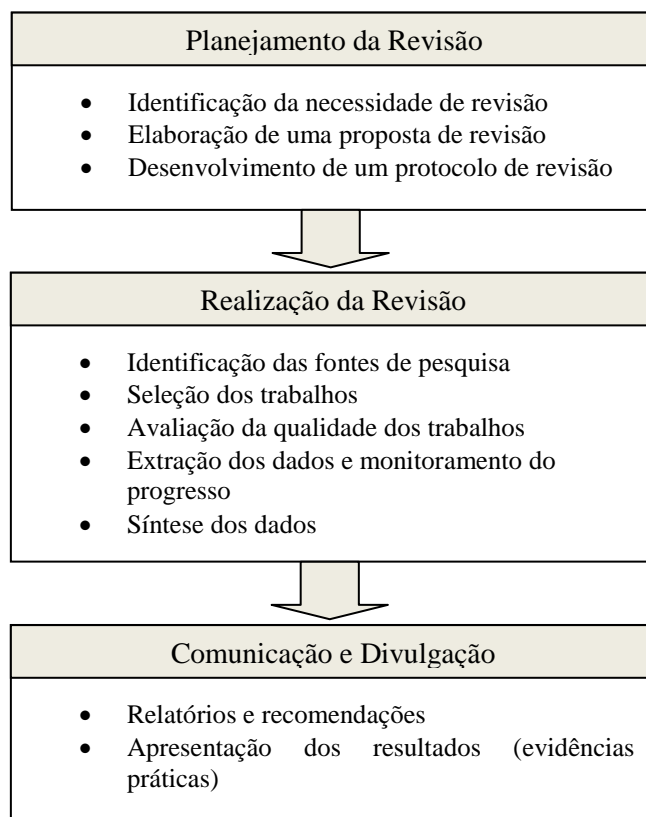 Planejamento da Revisão
• Identificação da necessidade de revisão
• Elaboração de uma proposta de revisão
• Desenvolvimento de um protocolo de revisão
Realização da Revisão
• Identificação das fontes de pesquisa
• Seleção dos trabalhos
• Avaliação da qualidade dos trabalhos
• Extração dos dados e monitoramento do
progresso
• Síntese dos dados
Comunicação e Divulgação
• Relatórios e recomendações
• Apresentação dos resultados (evidências
práticas)